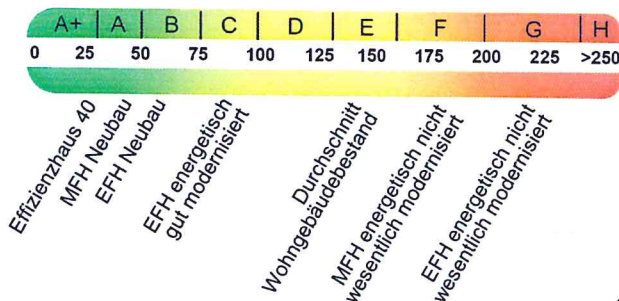 A+ A B C D E F G H
0 25 50 75 100 125 150 175 200 225 >250
Effizienzhaus 40
MFH Neubau
EFH Neubau
EFH energetisch
gut modernisiert
Durchschnitt
Wohngebäudebestand
MFH energetisch nicht
wesentlich modernisiert
EFH energetisch nicht
wesentlich modernisiert